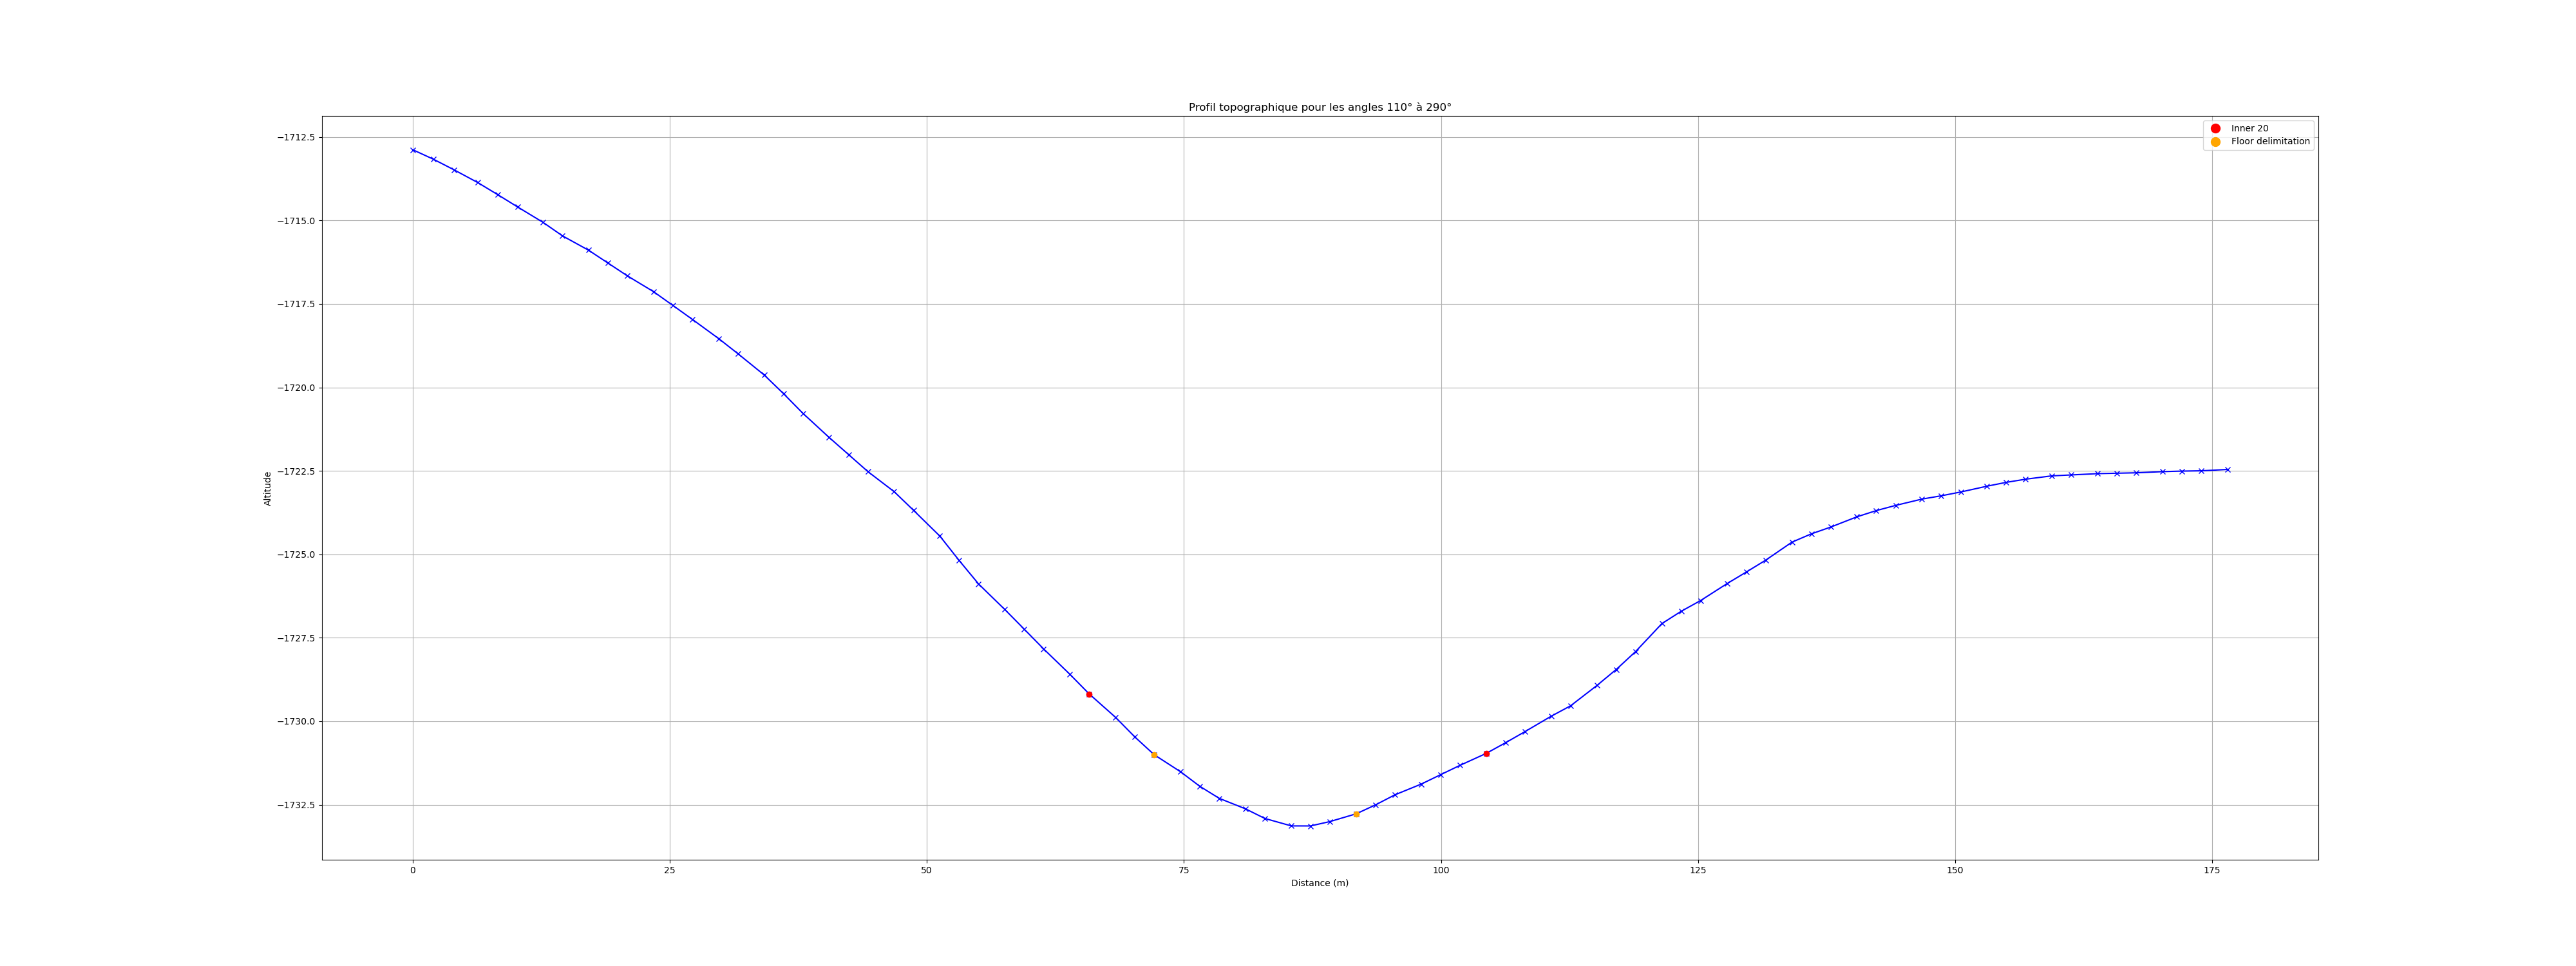 Profil topographique pour les angles 110° à 290°
Inner 20
Floor delimitation
−1712.5
−1715.0
−1717.5
−1720.0
−1722.5
−1725.0
−1727.5
−1730.0
−1732.5
Altitude
0 25 50 75 100 125 150 175
Distance (m)